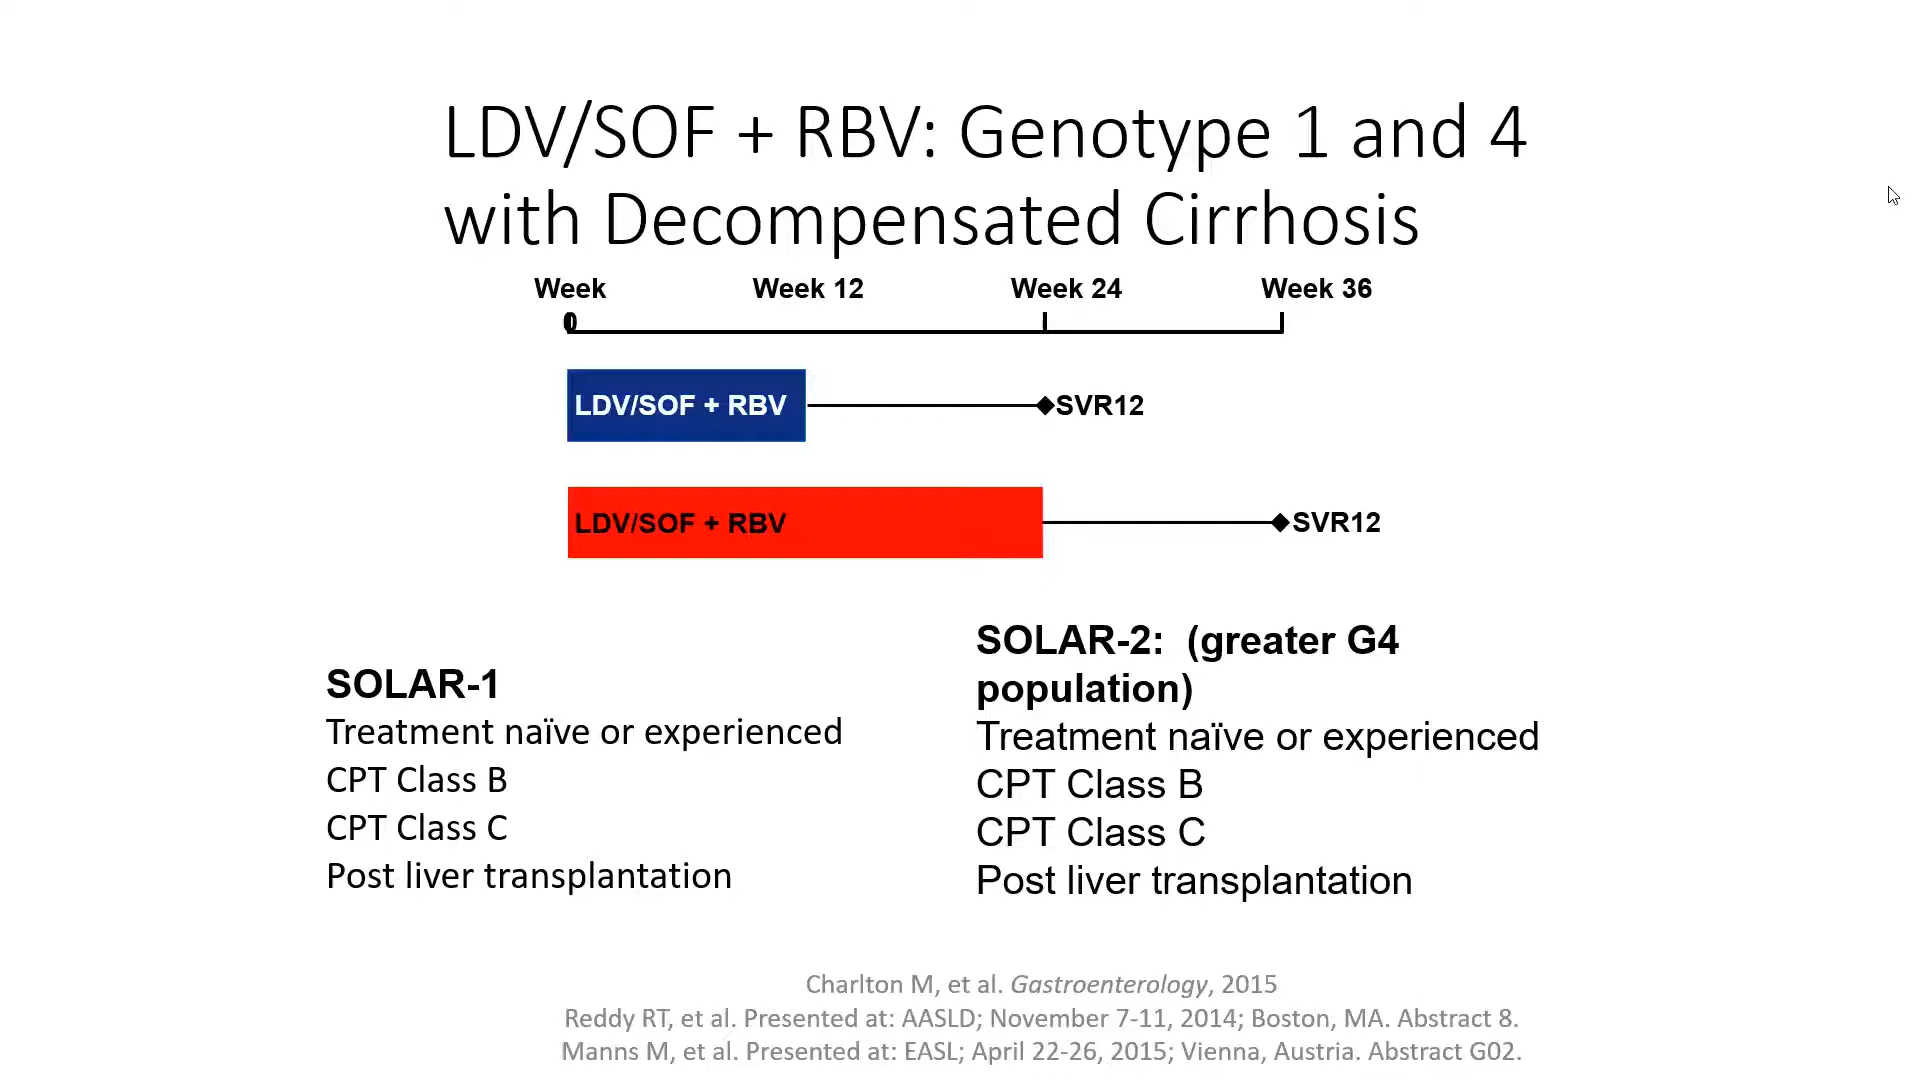 LDV/SOF + RBV: Genotype 1 and 4
with Decompensated Cirrhosis
Week 0
Week 12
Week 24
Week 36
LDV/SOF + RBV
SVR12
LDV/SOF + RBV
SVR12
SOLAR-1
Treatment naïve or experienced
CPT Class B
CPT Class C
Post liver transplantation
SOLAR-2: (greater G4
population)
Treatment naïve or experienced
CPT Class B
CPT Class C
Post liver transplantation
Charlton M, et al. Gastroenterology, 2015
Reddy RT, et al. Presented at: AASLD; November 7-11, 2014; Boston, MA. Abstract 8.
Manns M, et al. Presented at: EASL; April 22-26, 2015; Vienna, Austria. Abstract G02.